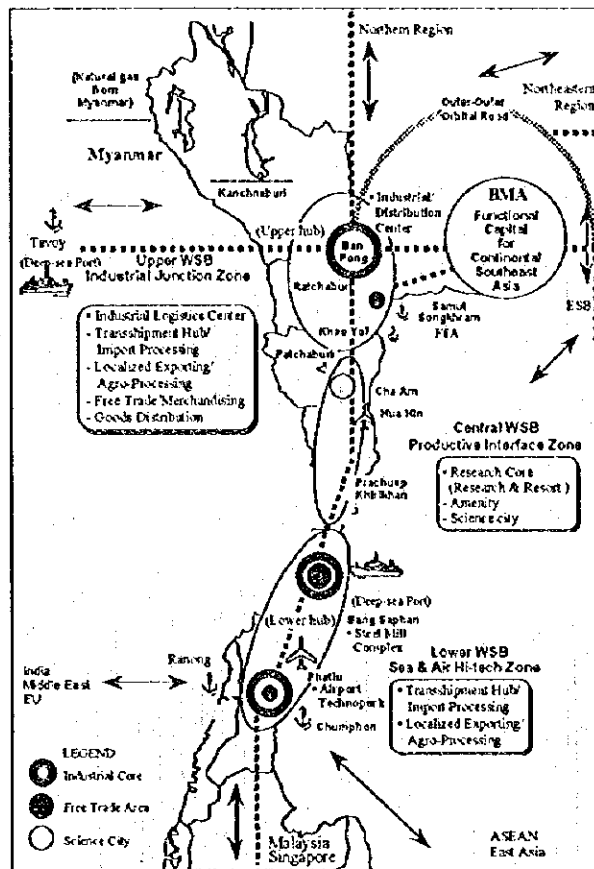 Northern Region
(Natural gas
from
Myanmar)
Outer-Outer
Orbital Road
Northeastern
Region
Myanmar
Kanchnaburi
• Industrial/
Distribution
Center
BMA
Functional
Capital
for
Continental
Southeast
Asia
(Upper hub)
Ban
Pong
Tavoy
(Deep-sea Port)
Upper WSB
Industrial Junction Zone
Ratchaburi
Samut
Songkhram
FTA
ESB
• Industrial Logistics Center
- Transshipment Hub/
Import Processing
- Localized Exporting/
Agro-Processing
- Free Trade Merchandising
- Goods Distribution
Khao Yoi
Petchaburi
Cha Am
Hua Hin
Central WSB
Productive Interface Zone
• Research Core
(Research & Resort)
- Amenity
- Science city
Prachuap
Khirikhan
(Deep-sea Port)
(Lower hub)
Bang Saphan
• Steel Mill
Complex
Lower WSB
Sea & Air Hi-tech Zone
Ranong
India
Middle East
EU
• Airport
Technopark
Chumphon
• Transshipment Hub/
Import Processing
• Localized Exporting/
Agro-Processing
LEGEND
Industrial Core
Free Trade Area
Science City
Malaysia
Singapore
ASEAN
East Asia